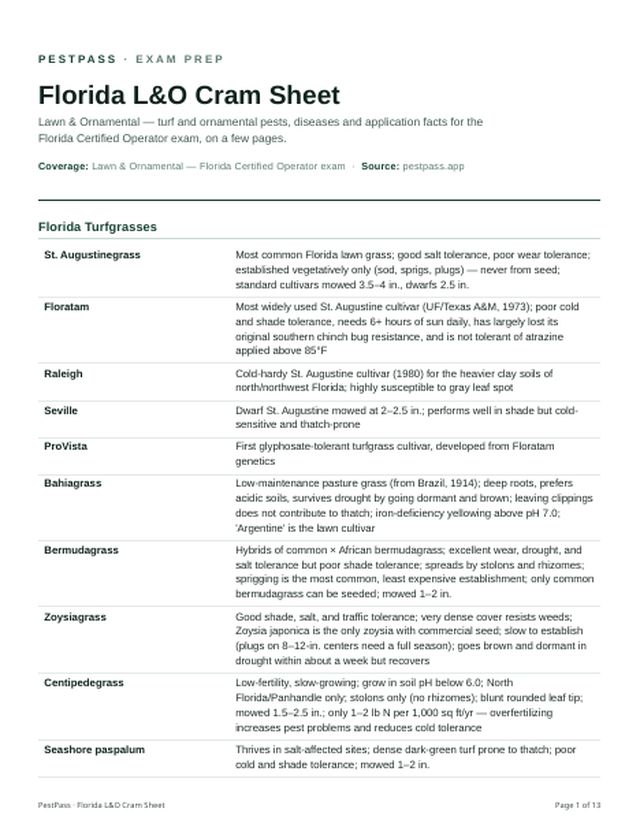 PESTPASS · EXAM PREP
Florida L&O Cram Sheet
Lawn & Ornamental — turf and ornamental pests, diseases and application facts for the
Florida Certified Operator exam, on a few pages.
Coverage: Lawn & Ornamental — Florida Certified Operator exam · Source: pestpass.app
Florida Turfgrasses
St. Augustinegrass
Most common Florida lawn grass; good salt tolerance, poor wear tolerance;
established vegetatively only (sod, sprigs, plugs) — never from seed;
standard cultivars mowed 3.5–4 in., dwarfs 2.5 in.
Floratam
Most widely used St. Augustine cultivar (UF/Texas A&M, 1973); poor cold
and shade tolerance, needs 6+ hours of sun daily, has largely lost its
original southern chinch bug resistance, and is not tolerant of atrazine
applied above 85°F
Raleigh
Cold-hardy St. Augustine cultivar (1980) for the heavier clay soils of
north/northwest Florida; highly susceptible to gray leaf spot
Seville
Dwarf St. Augustine mowed at 2–2.5 in.; performs well in shade but cold-
sensitive and thatch-prone
ProVista
First glyphosate-tolerant turfgrass cultivar, developed from Floratam
genetics
Bahiagrass
Low-maintenance pasture grass (from Brazil, 1914); deep roots, prefers
acidic soils, survives drought by going dormant and brown; leaving clippings
does not contribute to thatch; iron-deficiency yellowing above pH 7.0;
'Argentine' is the lawn cultivar
Bermudagrass
Hybrids of common × African bermudagrass; excellent wear, drought, and
salt tolerance but poor shade tolerance; spreads by stolons and rhizomes;
sprigging is the most common, least expensive establishment; only common
bermudagrass can be seeded; mowed 1–2 in.
Zoysiagrass
Good shade, salt, and traffic tolerance; very dense cover resists weeds;
Zoysia japonica is the only zoysia with commercial seed; slow to establish
(plugs on 8–12-in. centers need a full season); goes brown and dormant in
drought within about a week but recovers
Centipedegrass
Low-fertility, slow-growing; grow in soil pH below 6.0; North
Florida/Panhandle only; stolons only (no rhizomes); blunt rounded leaf tip;
mowed 1.5–2.5 in.; only 1–2 lb N per 1,000 sq ft/yr — overfertilizing
increases pest problems and reduces cold tolerance
Seashore paspalum
Thrives in salt-affected sites; dense dark-green turf prone to thatch; poor
cold and shade tolerance; mowed 1–2 in.
PestPass · Florida L&O Cram Sheet
Page 1 of 13